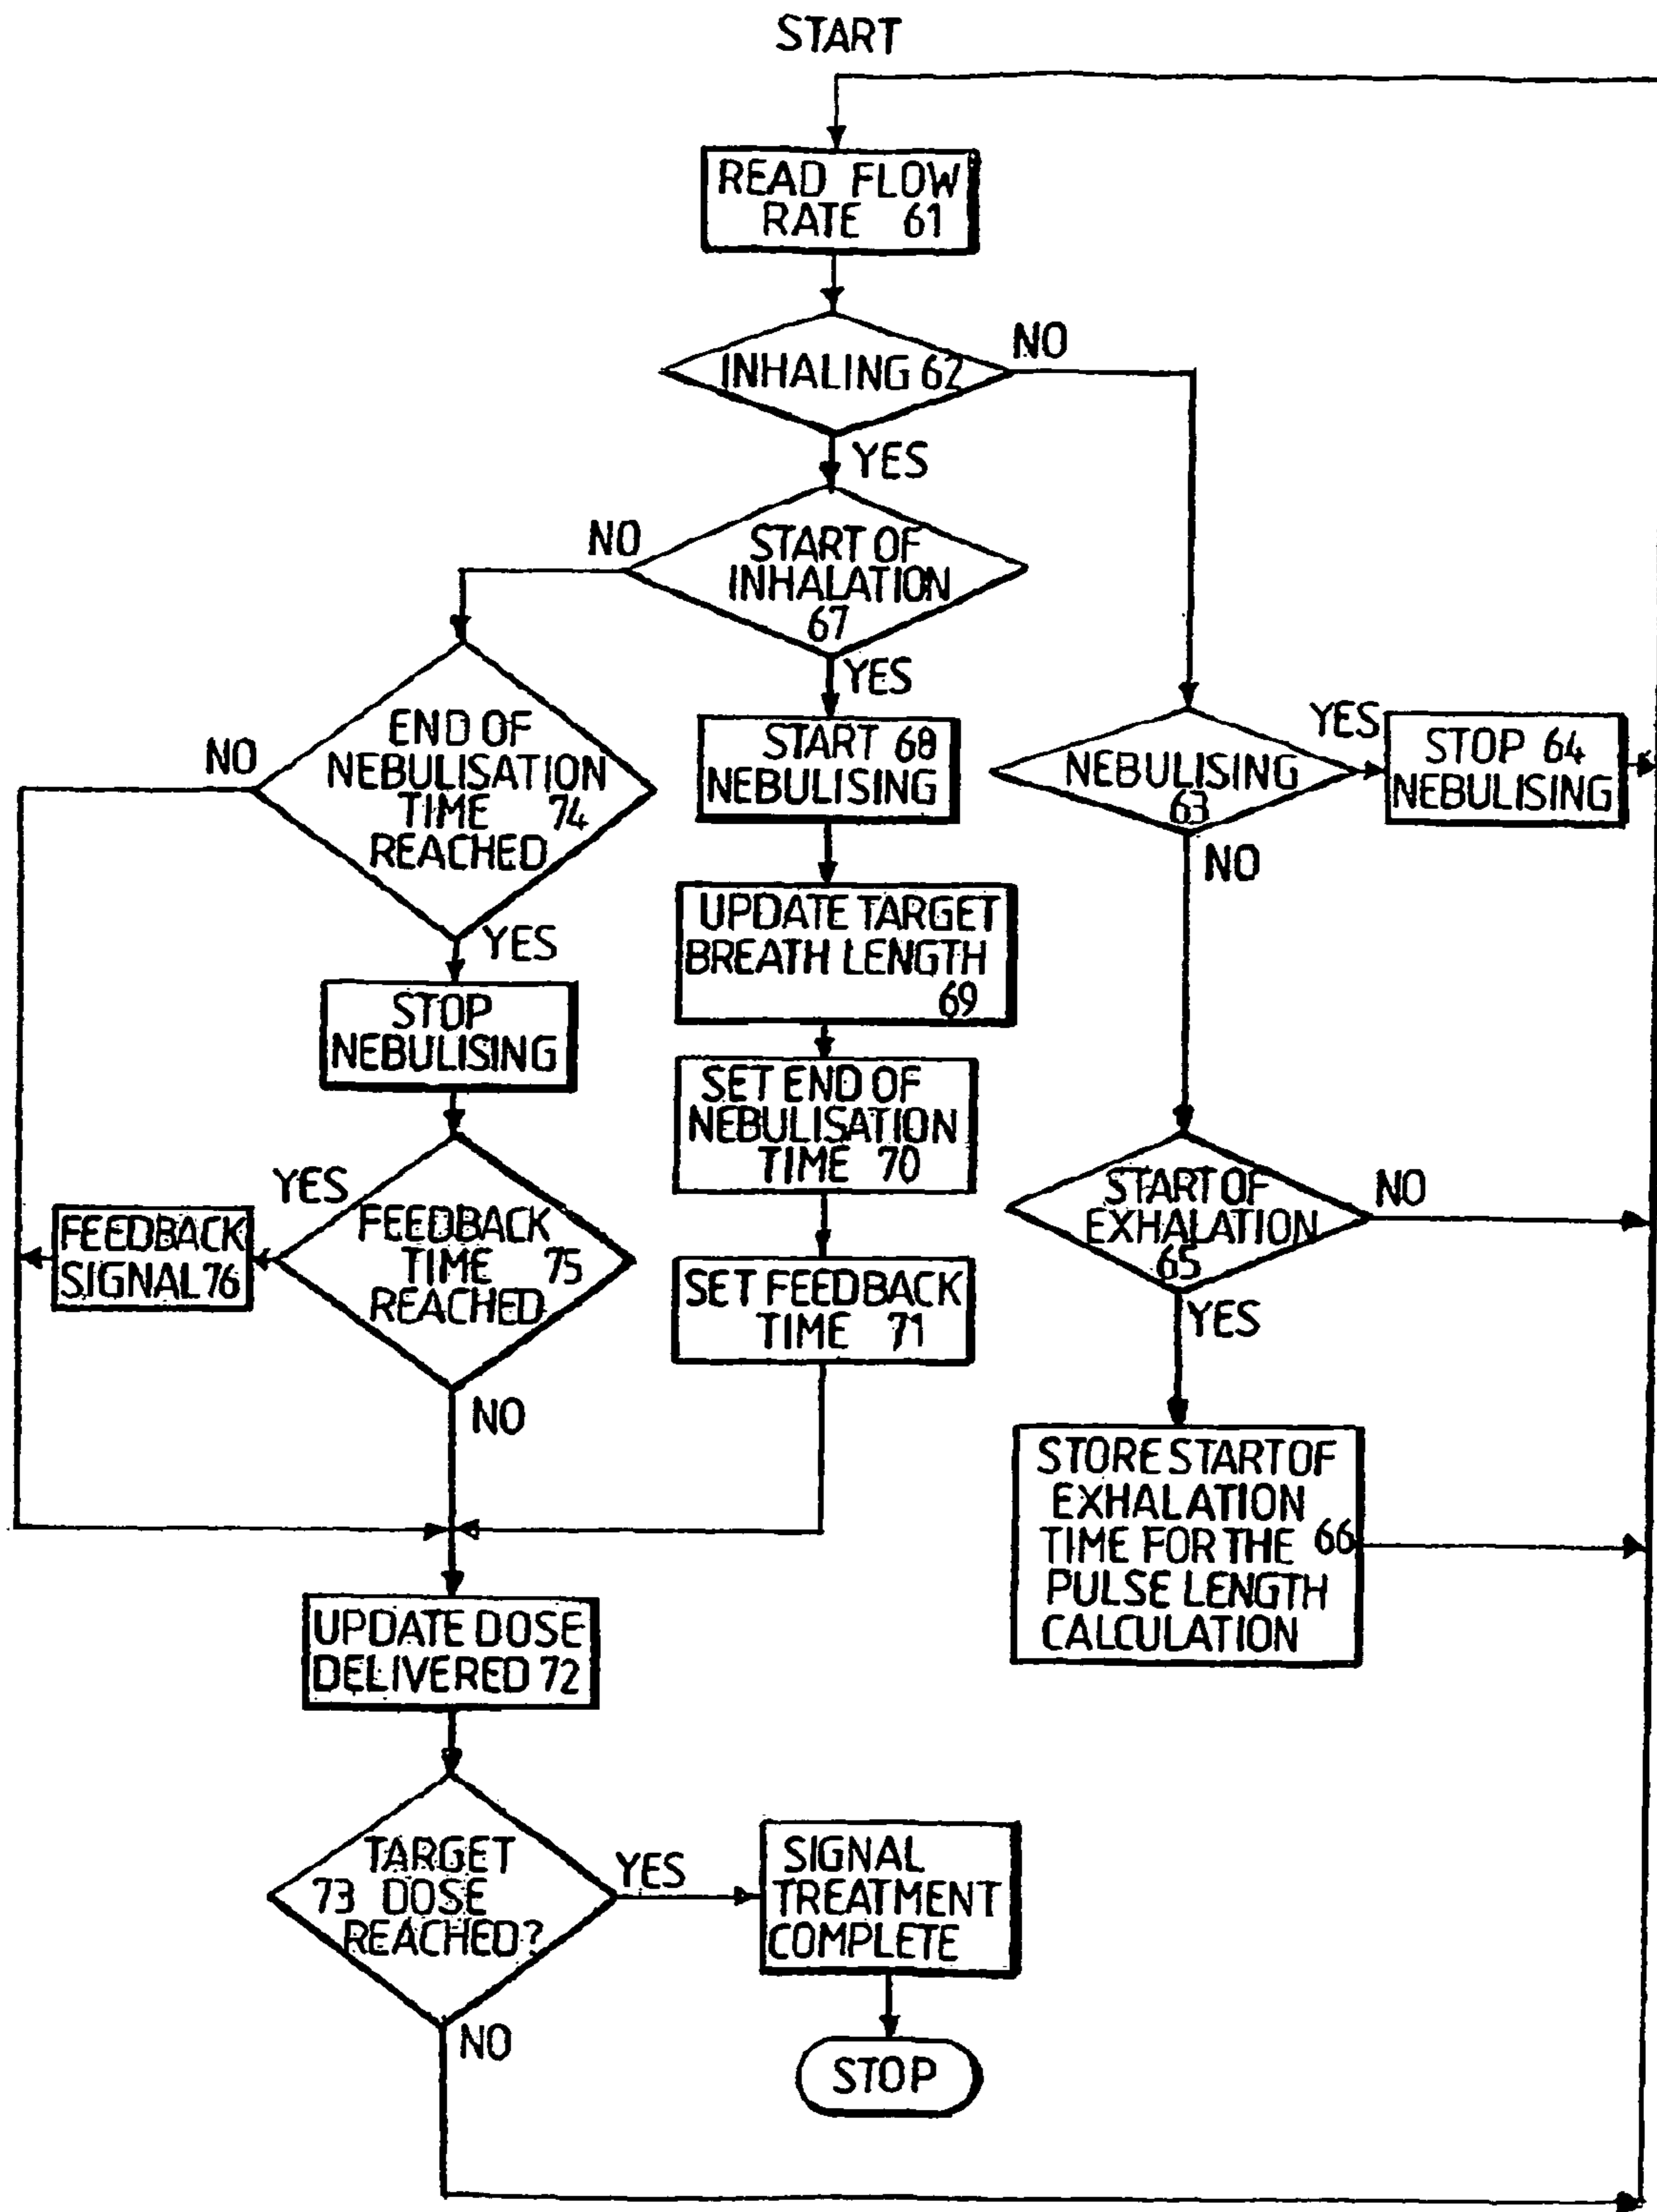 START
READ FLOW
RATE 61
INHALING 62
NO
YES
START OF
INHALATION
67
NO
YES
END OF
NEBULISATION
TIME 74
REACHED
NO
YES
START 68
NEBULISING
NEBULISING
63
YES
NO
STOP 64
NEBULISING
UPDATE TARGET
BREATH LENGTH
69
STOP
NEBULISING
SET END OF
NEBULISATION
TIME 70
FEEDBACK
TIME 75
REACHED
YES
NO
FEEDBACK
SIGNAL 76
SET FEEDBACK
TIME 71
START OF
EXHALATION
65
NO
YES
STORE START OF
EXHALATION
TIME FOR THE 66
PULSE LENGTH
CALCULATION
UPDATE DOSE
DELIVERED 72
TARGET
73 DOSE
REACHED?
YES
NO
SIGNAL
TREATMENT
COMPLETE
STOP